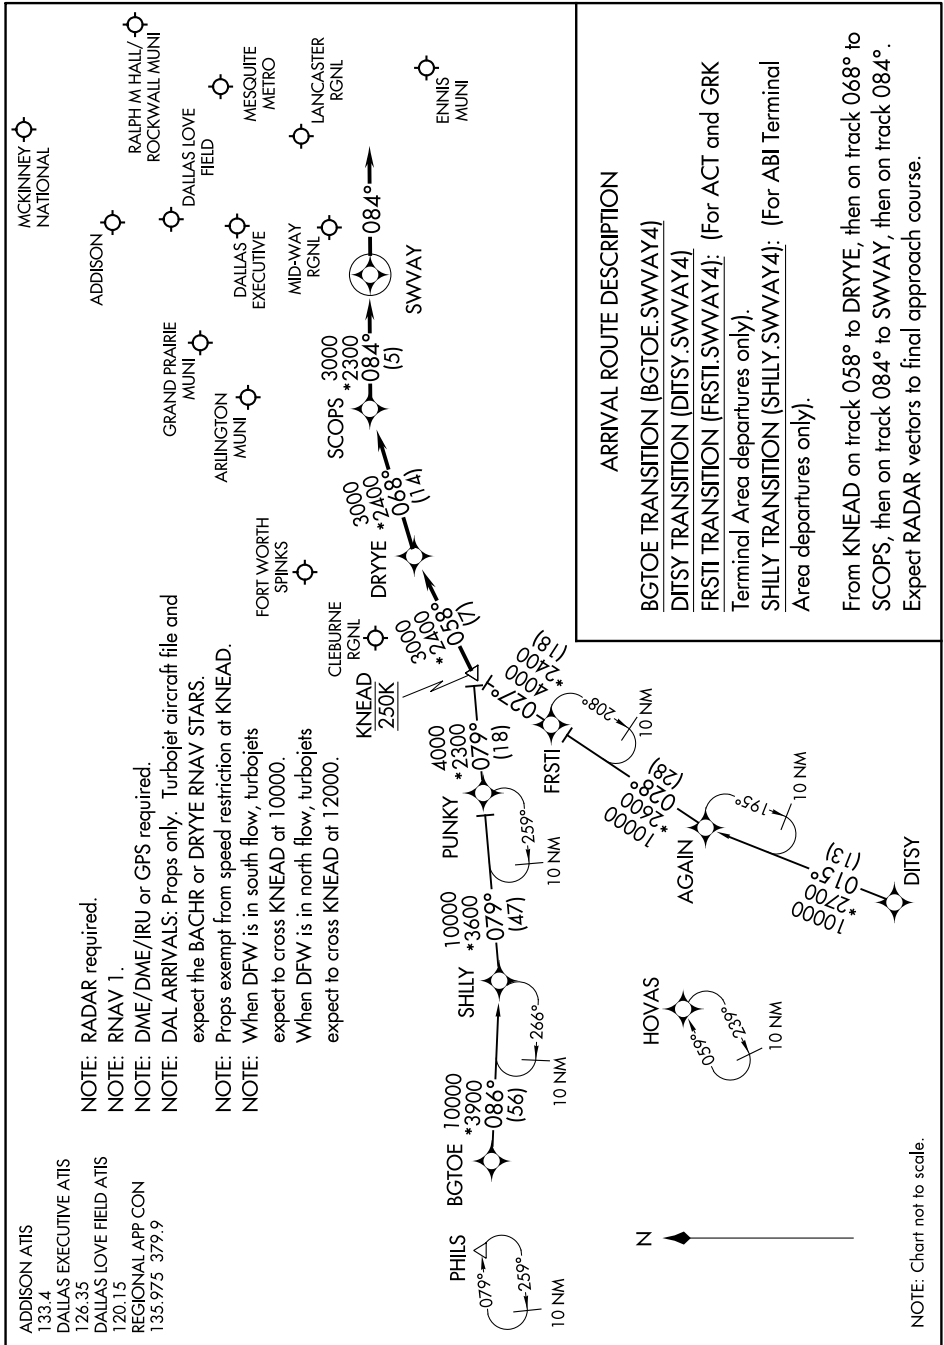 ADDISON ATIS
133.4
DALLAS EXECUTIVE ATIS
126.35
DALLAS LOVE FIELD ATIS
120.15
REGIONAL APP CON
135.975 379.9
NOTE: RADAR required.
NOTE: RNAV 1.
NOTE: DME/DME/IRU or GPS required.
NOTE: DAL ARRIVALS: Props only. Turbojet aircraft file and
expect the BACHR or DRYYE RNAV STARS.
NOTE: Props exempt from speed restriction at KNEAD.
NOTE: When DFW is in south flow, turbojets
expect to cross KNEAD at 10000.
When DFW is in north flow, turbojets
expect to cross KNEAD at 12000.
MCKINNEY
NATIONAL
RALPH M HALL/
ROCKWALL MUNI
ADDISON
DALLAS LOVE
FIELD
MESQUITE
METRO
GRAND PRAIRIE
MUNI
DALLAS
EXECUTIVE
LANCASTER
RGNL
ARLINGTON
MUNI
MID-WAY
RGNL
ENNIS
MUNI
FORT WORTH
SPINKS
CLEBURNE
RGNL
PHILS
079°
259°
10 NM
BGTOE
10000
*3900
086°
(56)
SHLLY
266°
10 NM
10000
*3600
079°
(47)
PUNKY
259°
10 NM
4000
*2300
079°
(18)
KNEAD
250K
3000
*2400
058°
(7)
DRYYE
3000
*2400
068°
(14)
SCOPS
3000
*2300
084°
(5)
SWVAY
084°
4000
*2400
027°
(18)
FRSTI
208°
10 NM
10000
*2600
028°
(28)
AGAIN
195°
10 NM
10000
*2700
015°
(13)
DITSY
HOVAS
059°
239°
10 NM
N
NOTE: Chart not to scale.
ARRIVAL ROUTE DESCRIPTION
BGTOE TRANSITION (BGTOE.SWVAY4)
DITSY TRANSITION (DITSY.SWVAY4)
FRSTI TRANSITION (FRSTI.SWVAY4): (For ACT and GRK
Terminal Area departures only).
SHLLY TRANSITION (SHLLY.SWVAY4): (For ABI Terminal
Area departures only).
From KNEAD on track 058° to DRYYE, then on track 068° to
SCOPS, then on track 084° to SWVAY, then on track 084°.
Expect RADAR vectors to final approach course.